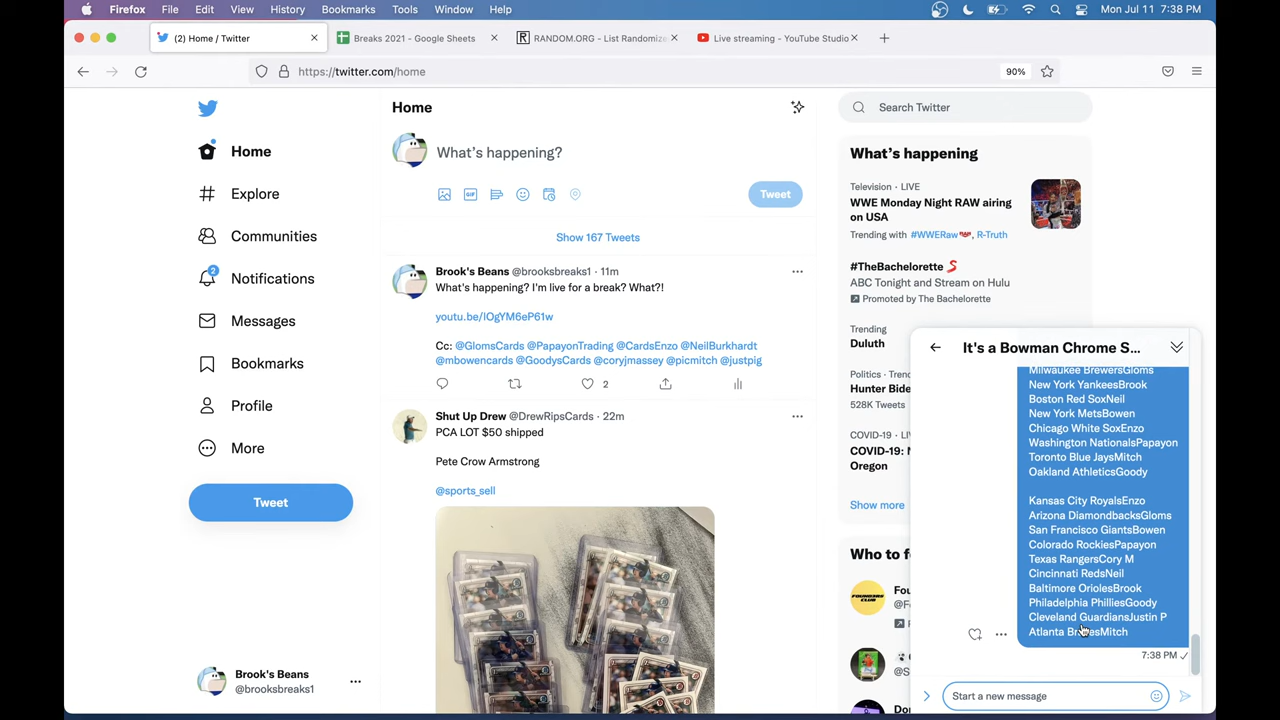 Firefox File Edit View History Bookmarks Tools Window Help Mon Jul 11 7:38 PM
(2) Home / Twitter
Breaks 2021 - Google Sheets
RANDOM.ORG - List Randomize
Live streaming - YouTube Studio
https://twitter.com/home
90%
Home
Explore
Communities
2
Notifications
Messages
Bookmarks
Profile
More
Tweet
Brook's Beans
@brooksbreaks1
Home
What's happening?
GIF
Tweet
Show 167 Tweets
Brook's Beans @brooksbreaks1 · 11m
What's happening? I'm live for a break? What?!
youtu.be/IOgYM6eP61w
Cc: @GlomsCards @PapayonTrading @CardsEnzo @NeilBurkhardt
@mbowencards @GoodysCards @coryjmassey @picmitch @justpig
2
Shut Up Drew @DrewRipsCards · 22m
PCA LOT $50 shipped
Pete Crow Armstrong
@sports_sell
Search Twitter
What's happening
Television · LIVE
WWE Monday Night RAW airing
on USA
Trending with #WWERaw, R-Truth
#TheBachelorette
ABC Tonight and Stream on Hulu
Promoted by The Bachelorette
Trending
Duluth
Politics · Trend
Hunter Bide
528K Tweets
COVID-19 · LIV
COVID-19: N
Oregon
Show more
Who to f
Fou
@F
@S
Dor
It's a Bowman Chrome S...
Milwaukee BrewersGloms
New York YankeesBrook
Boston Red SoxNeil
New York MetsBowen
Chicago White SoxEnzo
Washington NationalsPapayon
Toronto Blue JaysMitch
Oakland AthleticsGoody
Kansas City RoyalsEnzo
Arizona DiamondbacksGloms
San Francisco GiantsBowen
Colorado RockiesPapayon
Texas RangersCory M
Cincinnati RedsNeil
Baltimore OriolesBrook
Philadelphia PhilliesGoody
Cleveland GuardiansJustin P
Atlanta BravesMitch
7:38 PM
Start a new message